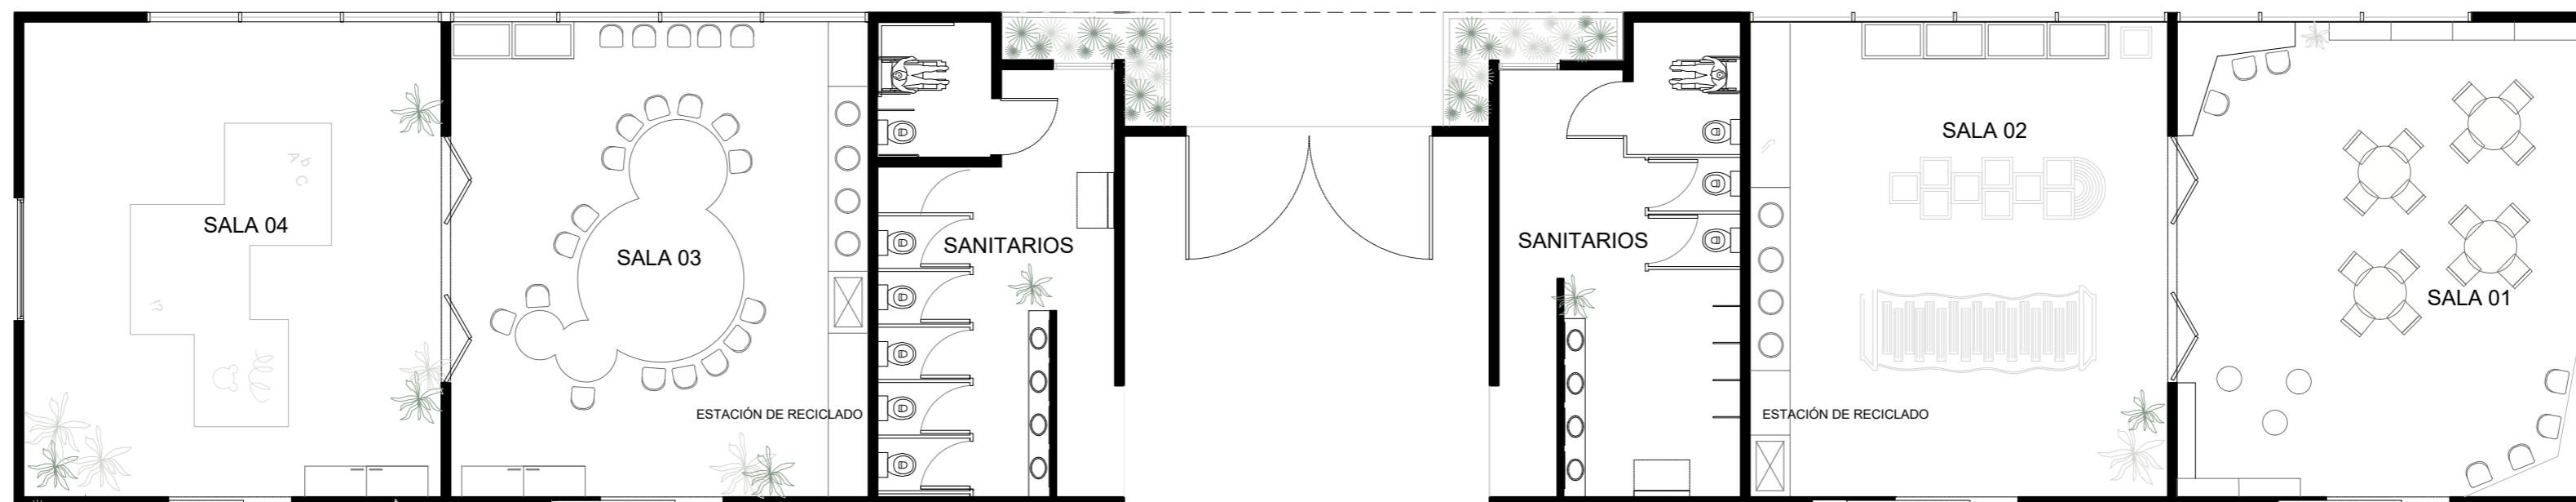 SALA 04
SALA 03
SANITARIOS
SANITARIOS
SALA 02
SALA 01
ESTACIÓN DE RECICLADO
ESTACIÓN DE RECICLADO